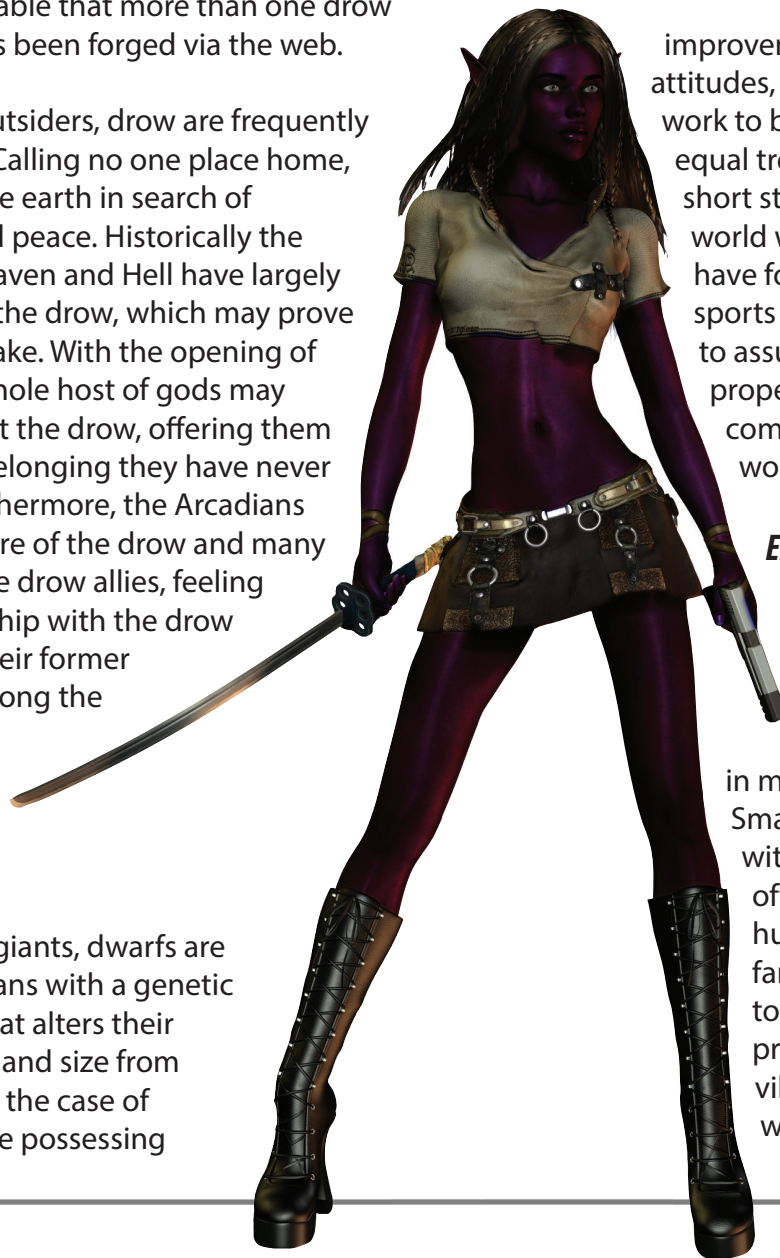 able that more than one drow
s been forged via the web.
utsiders, drow are frequently
Calling no one place home,
e earth in search of
l peace. Historically the
aven and Hell have largely
the drow, which may prove
ake. With the opening of
hole host of gods may
t the drow, offering them
elonging they have never
thermore, the Arcadians
re of the drow and many
e drow allies, feeling
hip with the drow
eir former
ong the
giants, dwarfs are
ans with a genetic
at alters their
and size from
the case of
e possessing
improver
attitudes,
work to b
equal tre
short st
world w
have fo
sports
to assu
prope
com
wo
E
in m
Sma
wit
of
hu
far
to
pr
vil
w